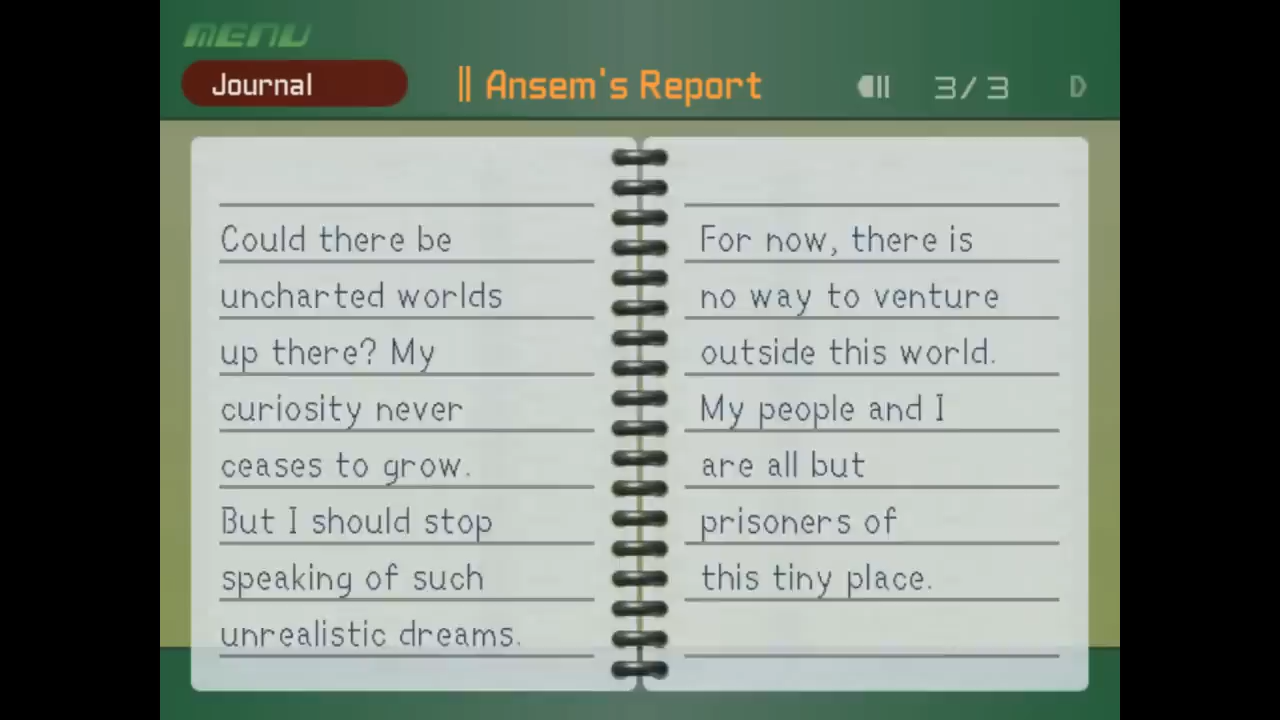 MENU
Journal
Ansem's Report
3/3
D
Could there be
uncharted worlds
up there? My
curiosity never
ceases to grow.
But I should stop
speaking of such
unrealistic dreams.
For now, there is
no way to venture
outside this world.
My people and I
are all but
prisoners of
this tiny place.